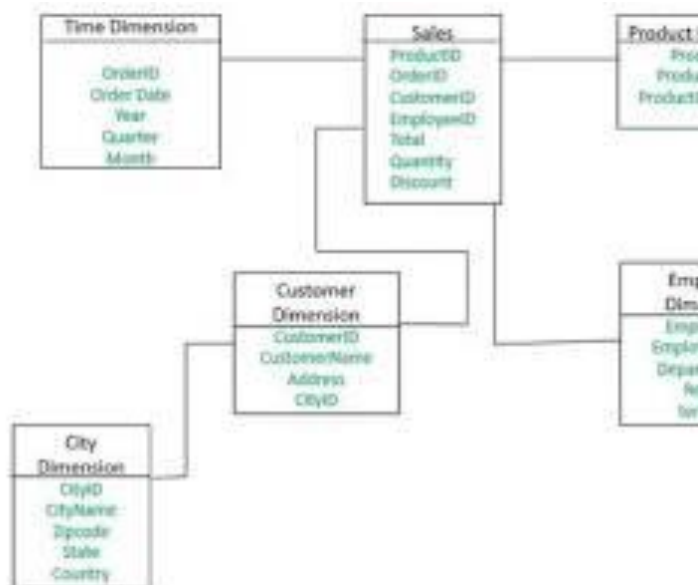 Time Dimension
OrderID
Order Date
Year
Quarter
Month
Sales
ProductID
OrderID
CustomerID
EmployeeID
Total
Quantity
Discount
Product
Customer
Dimension
CustomerID
CustomerName
Address
CityID
City
Dimension
CityID
CityName
Zipcode
State
Country